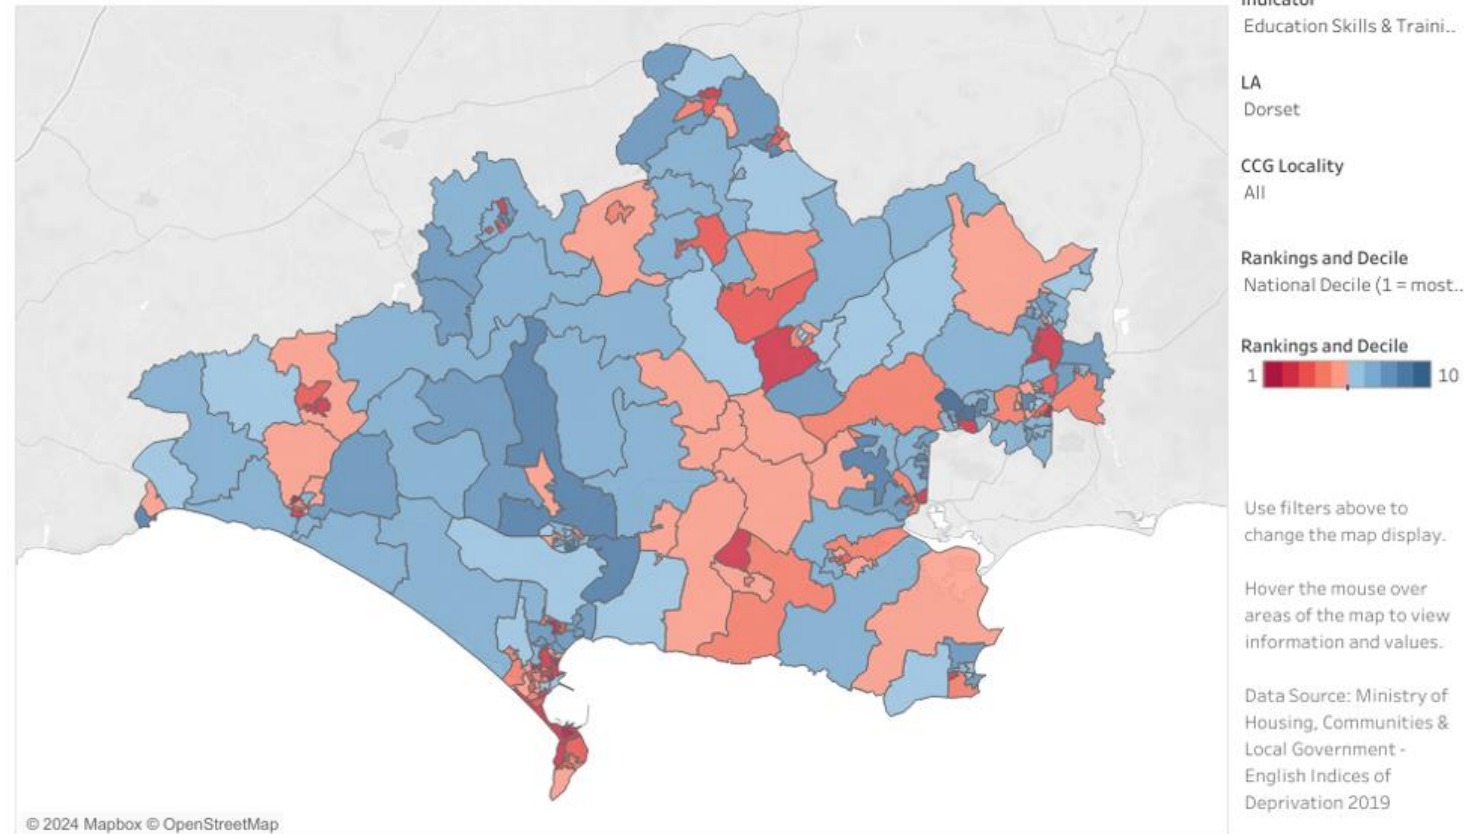 Indicator
Education Skills & Traini..
LA
Dorset
CCG Locality
All
Rankings and Decile
National Decile (1 = most..
Rankings and Decile
1 10
Use filters above to
change the map display.
Hover the mouse over
areas of the map to view
information and values.
Data Source: Ministry of
Housing, Communities &
Local Government -
English Indices of
Deprivation 2019
© 2024 Mapbox © OpenStreetMap